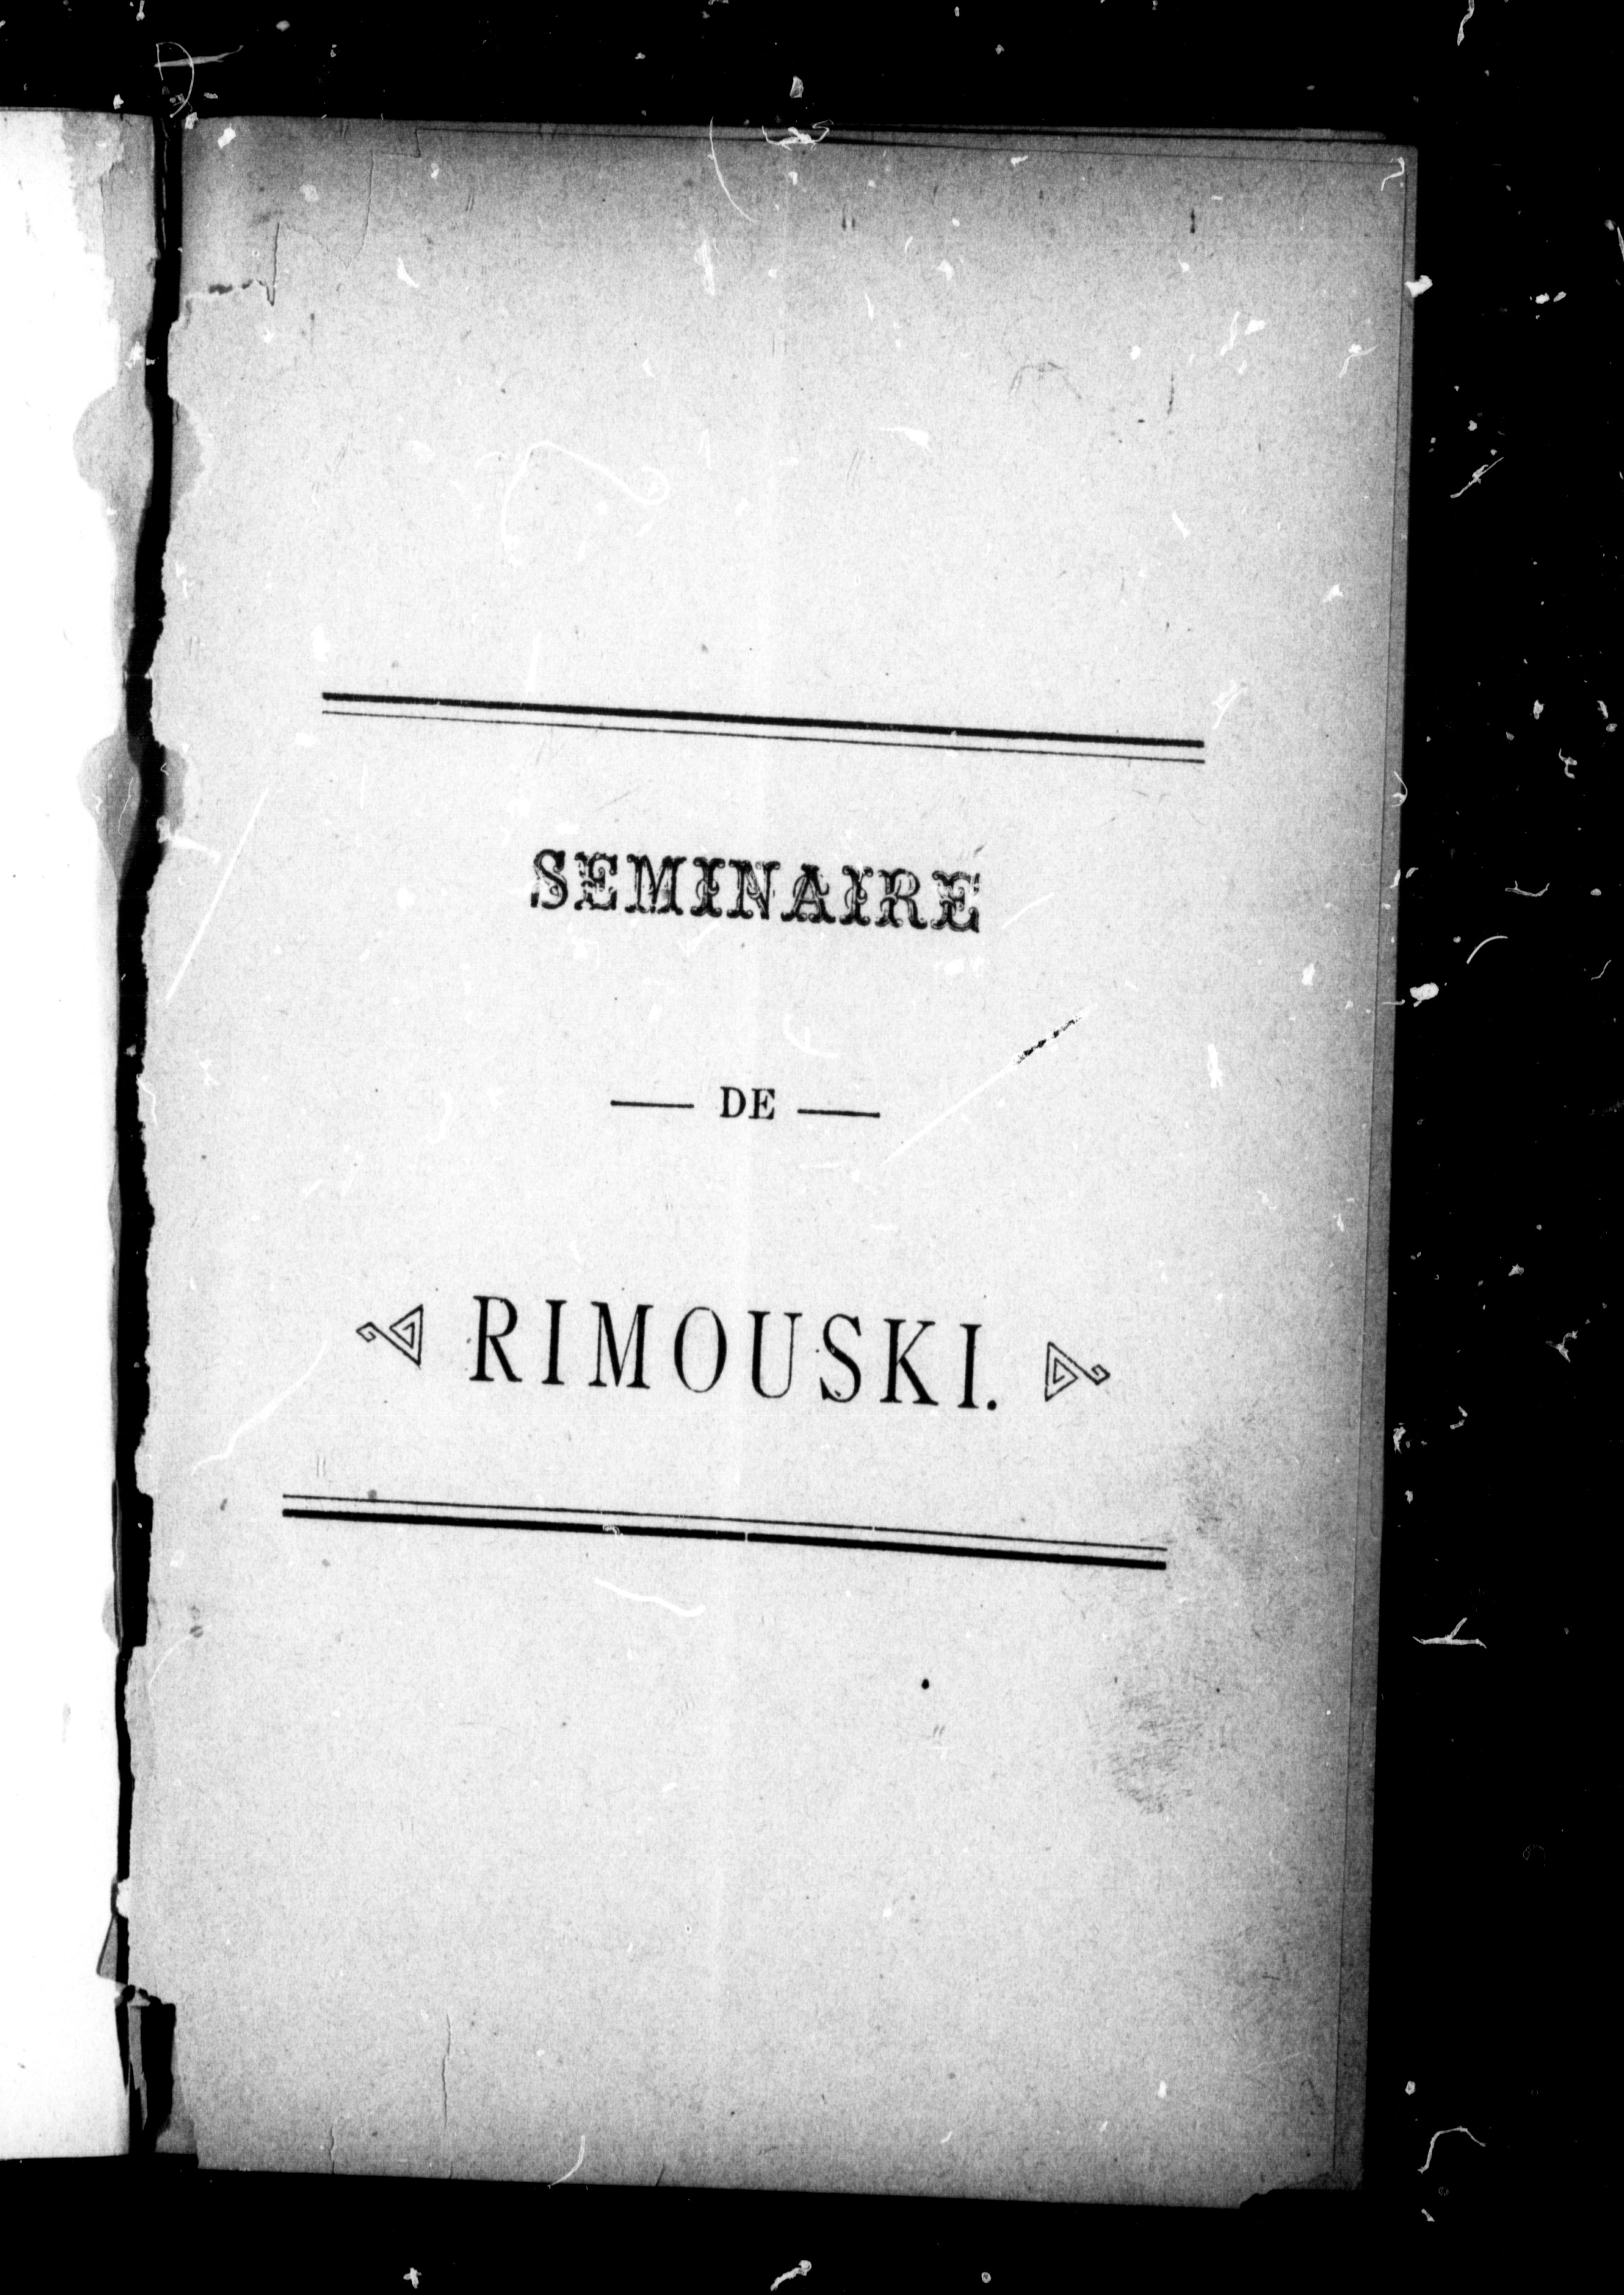 SEMINAIRE
— DE —
RIMOUSKI.